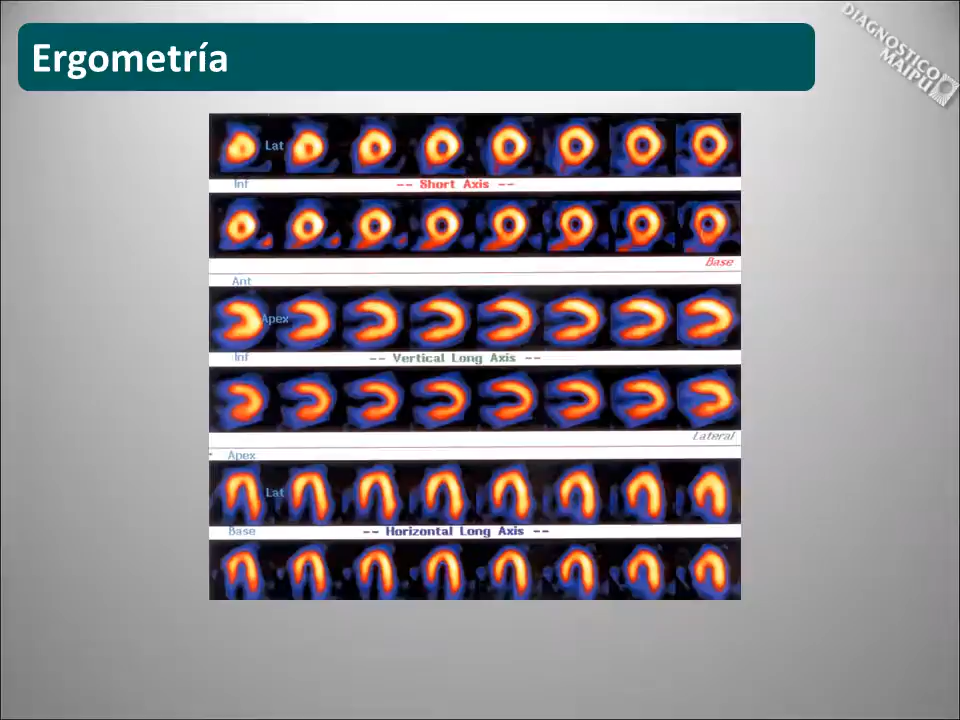 Ergometría
DIAGNOSTICO
MAIPU
Lat
Inf
-- Short Axis --
Base
Ant
Apex
Inf
-- Vertical Long Axis --
Lateral
Apex
Lat
Base
-- Horizontal Long Axis --